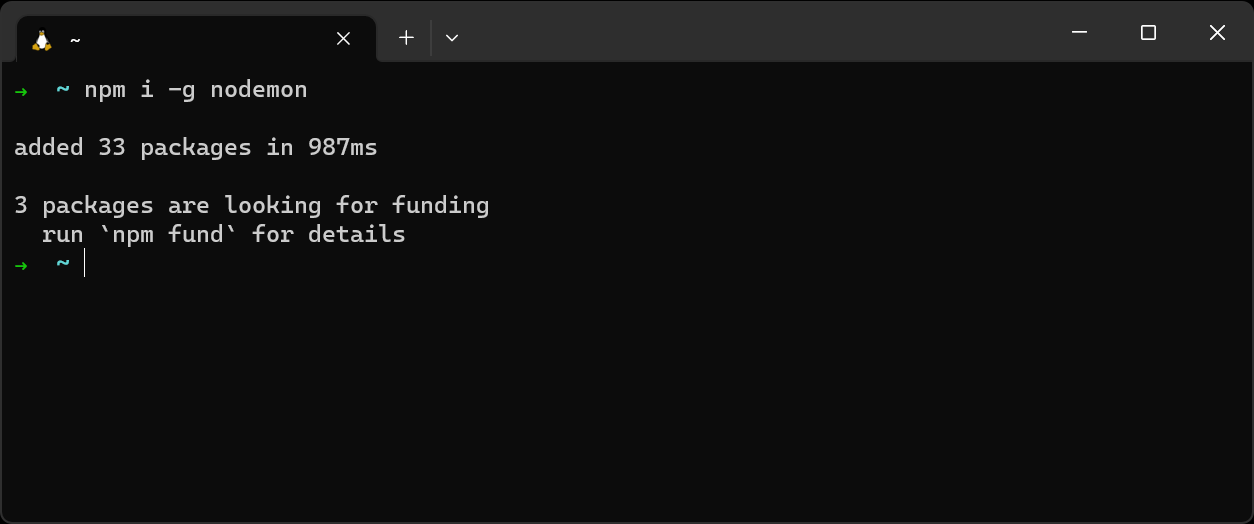 ~
➜  ~ npm i -g nodemon
added 33 packages in 987ms
3 packages are looking for funding
  run `npm fund` for details
➜  ~